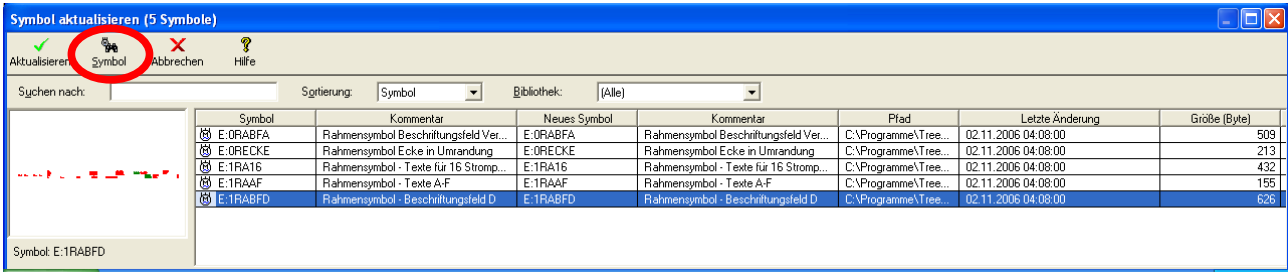 Symbol aktualisieren (5 Symbole)
Aktualisieren Symbol Abbrechen Hilfe
Suchen nach: Sortierung: Symbol Bibliothek: (Alle)
Symbol Kommentar Neues Symbol Kommentar Pfad Letzte Änderung Größe (Byte)
E:0RABFA Rahmensymbol Beschriftungsfeld Ver... E:0RABFA Rahmensymbol Beschriftungsfeld Ver... C:\Programme\Tree... 02.11.2006 04:08:00 509
E:0RECKE Rahmensymbol Ecke in Umrandung E:0RECKE Rahmensymbol Ecke in Umrandung C:\Programme\Tree... 02.11.2006 04:08:00 213
E:1RA16 Rahmensymbol - Texte für 16 Stromp... E:1RA16 Rahmensymbol - Texte für 16 Stromp... C:\Programme\Tree... 02.11.2006 04:08:00 432
E:1RAAF Rahmensymbol - Texte A-F E:1RAAF Rahmensymbol - Texte A-F C:\Programme\Tree... 02.11.2006 04:08:00 155
E:1RABFD Rahmensymbol - Beschriftungsfeld D E:1RABFD Rahmensymbol - Beschriftungsfeld D C:\Programme\Tree... 02.11.2006 04:08:00 626
Symbol: E:1RABFD